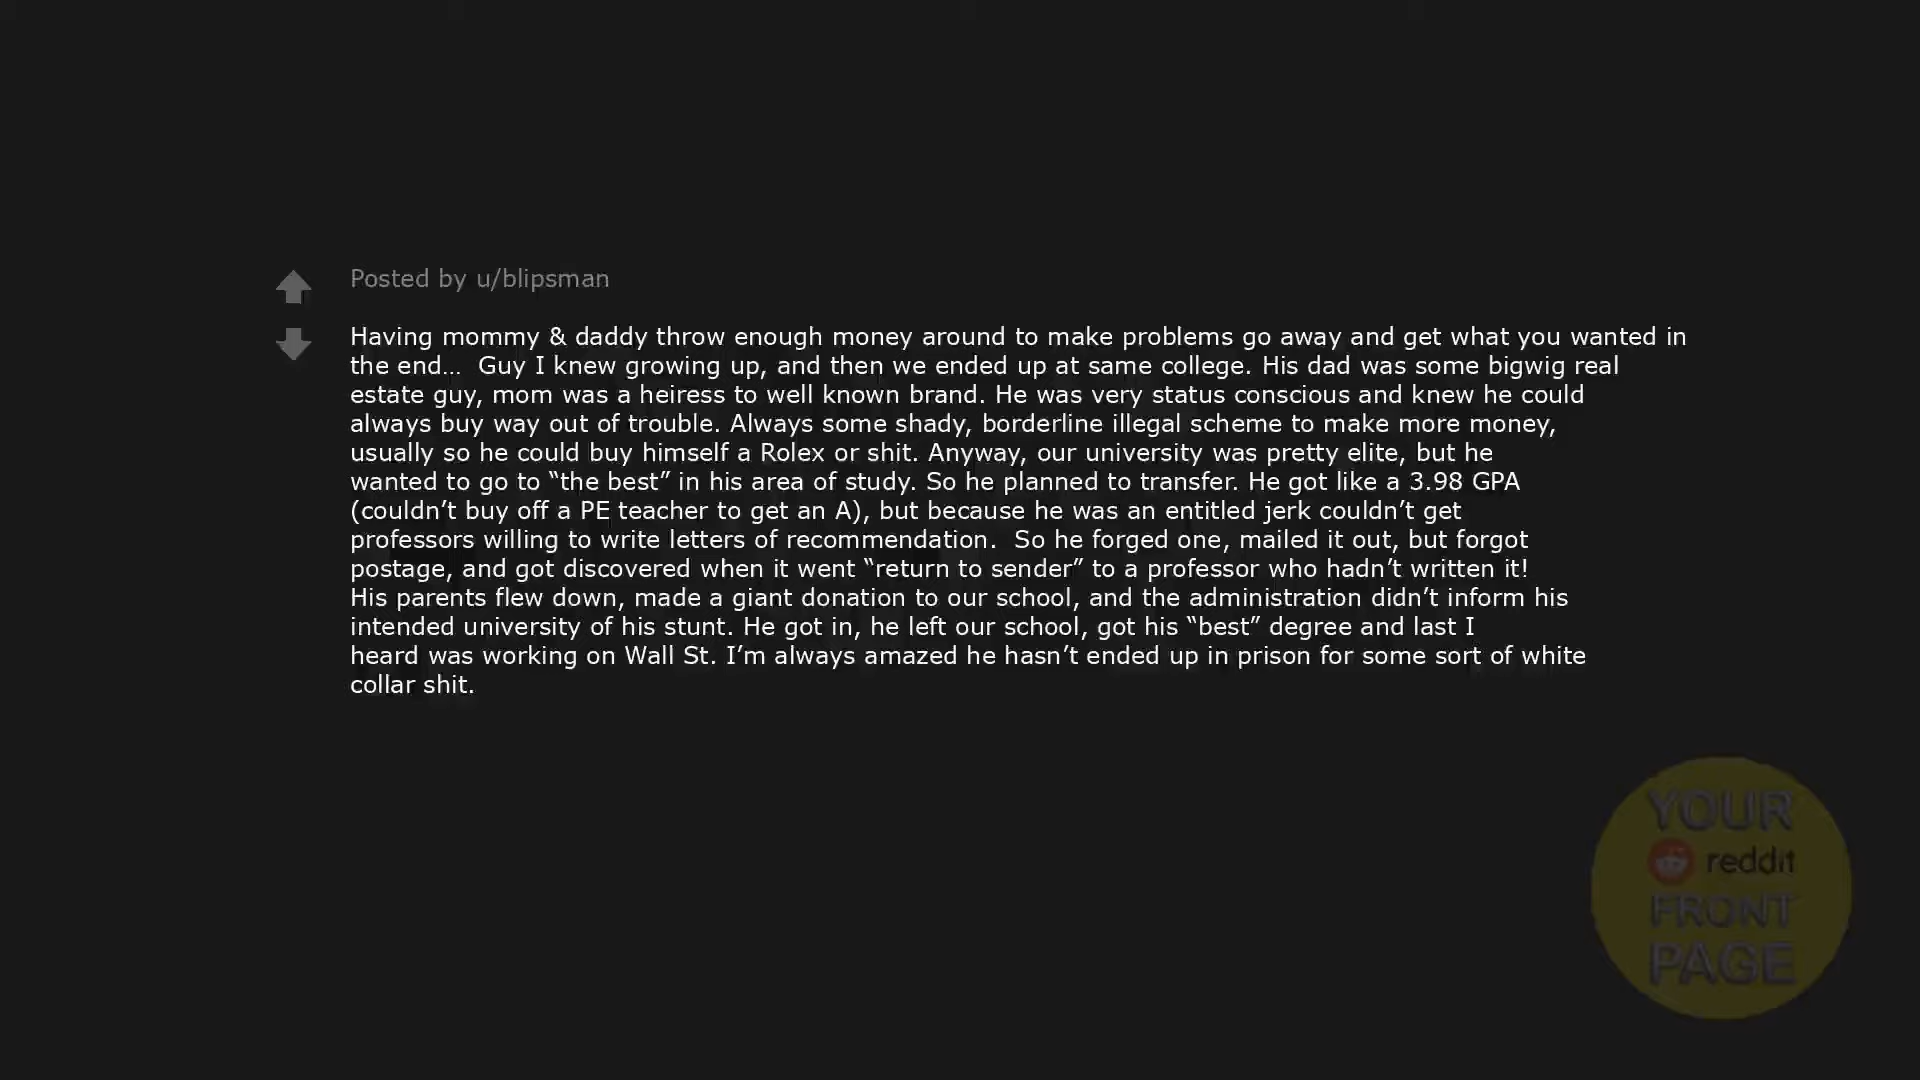 Posted by u/blipsman
Having mommy & daddy throw enough money around to make problems go away and get what you wanted in
the end…  Guy I knew growing up, and then we ended up at same college. His dad was some bigwig real
estate guy, mom was a heiress to well known brand. He was very status conscious and knew he could
always buy way out of trouble. Always some shady, borderline illegal scheme to make more money,
usually so he could buy himself a Rolex or shit. Anyway, our university was pretty elite, but he
wanted to go to “the best” in his area of study. So he planned to transfer. He got like a 3.98 GPA
(couldn’t buy off a PE teacher to get an A), but because he was an entitled jerk couldn’t get
professors willing to write letters of recommendation.  So he forged one, mailed it out, but forgot
postage, and got discovered when it went “return to sender” to a professor who hadn’t written it!
His parents flew down, made a giant donation to our school, and the administration didn’t inform his
intended university of his stunt. He got in, he left our school, got his “best” degree and last I
heard was working on Wall St. I’m always amazed he hasn’t ended up in prison for some sort of white
collar shit.
YOUR
reddit
FRONT
PAGE